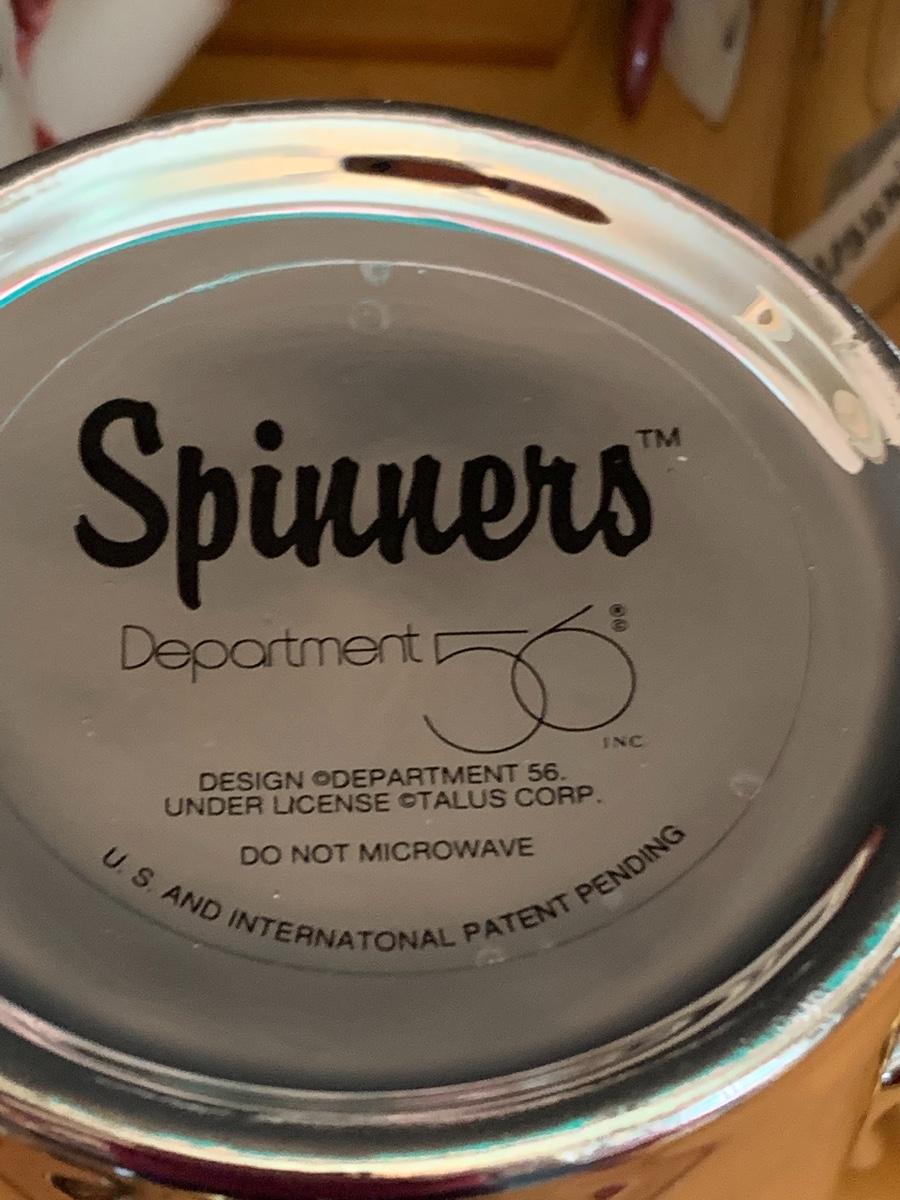 Spinners™
Department 56®©
INC
DESIGN ©DEPARTMENT 56.
UNDER LICENSE ©TALUS CORP.
DO NOT MICROWAVE
U. S. AND INTERNATONAL PATENT PENDING